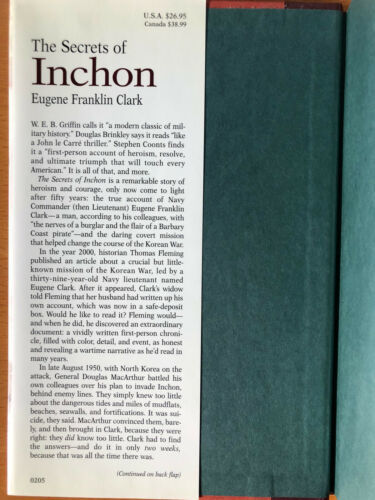 U.S.A. $26.95
Canada $38.99
The Secrets of
Inchon
Eugene Franklin Clark
W. E. B. Griffin calls it “a modern classic of mil-
itary history.” Douglas Brinkley says it reads “like
a John le Carré thriller.” Stephen Coonts finds
it a “first-person account of heroism, resolve,
and ultimate triumph that will touch every
American.” It is all of that, and more.
The Secrets of Inchon is a remarkable story of
heroism and courage, only now come to light
after fifty years: the true account of Navy
Commander (then Lieutenant) Eugene Franklin
Clark—a man, according to his colleagues, with
“the nerves of a burglar and the flair of a Barbary
Coast pirate”—and the daring covert mission
that helped change the course of the Korean War.
In the year 2000, historian Thomas Fleming
published an article about a crucial but little-
known mission of the Korean War, led by a
thirty-nine-year-old Navy lieutenant named
Eugene Clark. After it appeared, Clark’s widow
told Fleming that her husband had written up his
own account, which was now in a safe-deposit
box. Would he like to read it? Fleming would—
and when he did, he discovered an extraordinary
document: a vividly written first-person chroni-
cle, filled with color, detail, and event, as honest
and revealing a wartime narrative as he’d read in
many years.
In late August 1950, with North Korea on the
attack, General Douglas MacArthur battled his
own colleagues over his plan to invade Inchon,
behind enemy lines. They simply knew too little
about the dangerous tides and miles of mudflats,
beaches, seawalls, and fortifications. It was sui-
cide, they said. MacArthur convinced them, bare-
ly, and then brought in Clark, because they were
right: they did know too little. Clark had to find
the answers—and do it in only two weeks,
because that was all the time there was.
(Continued on back flap)
0205